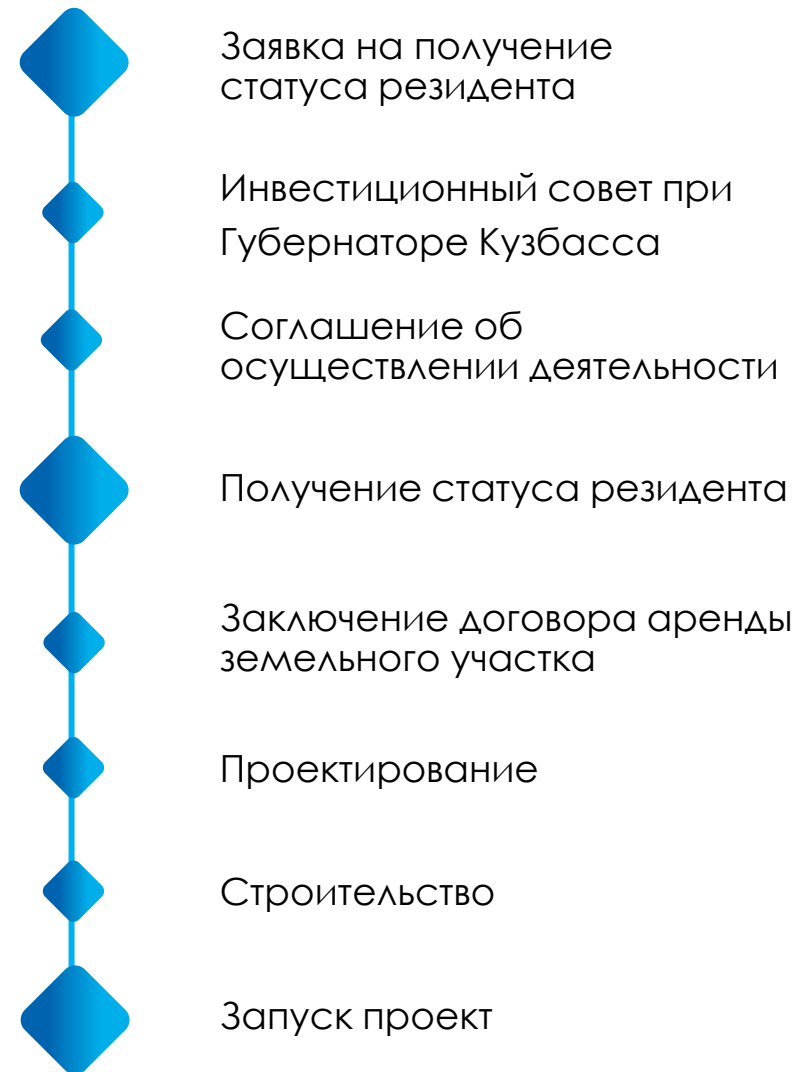 Заявка на получение
статуса резидента
Инвестиционный совет при
Губернаторе Кузбасса
Соглашение об
осуществлении деятельности
Получение статуса резидента
Заключение договора аренды
земельного участка
Проектирование
Строительство
Запуск проект